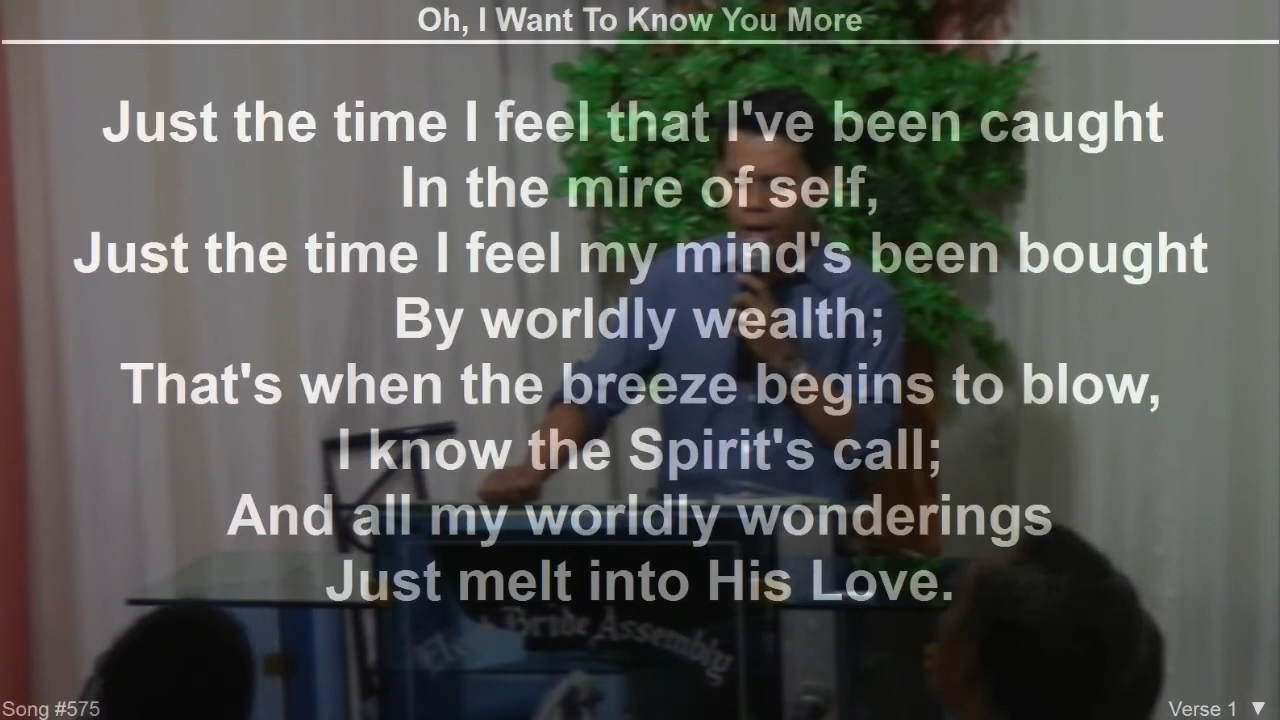 Oh, I Want To Know You More
Just the time I feel that I've been caught
In the mire of self,
Just the time I feel my mind's been bought
By worldly wealth;
That's when the breeze begins to blow,
I know the Spirit's call;
And all my worldly wonderings
Just melt into His Love.
Bride Assembly
Song #575
Verse 1 ▼